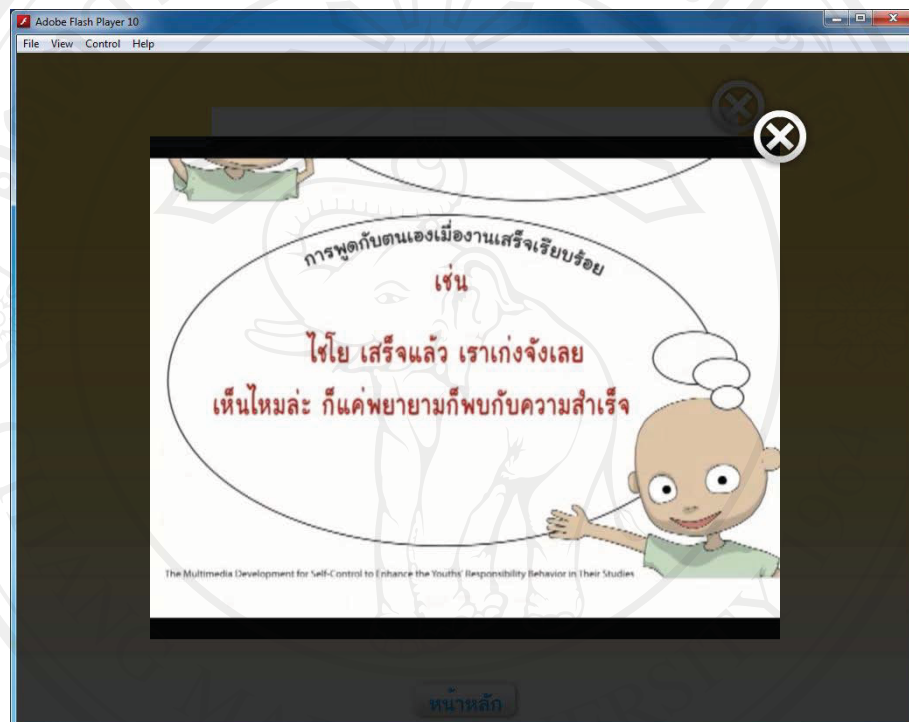 Adobe Flash Player 10
File View Control Help
การพูดกับตนเองเมื่องานเสร็จเรียบร้อย
เช่น
ไชโย เสร็จแล้ว เราเก่งจังเลย
เห็นไหมล่ะ ก็แค่พยายามก็พบกับความสำเร็จ
The Multimedia Development for Self-Control to Enhance the Youths' Responsibility Behavior in Their Studies
หน้าหลัก